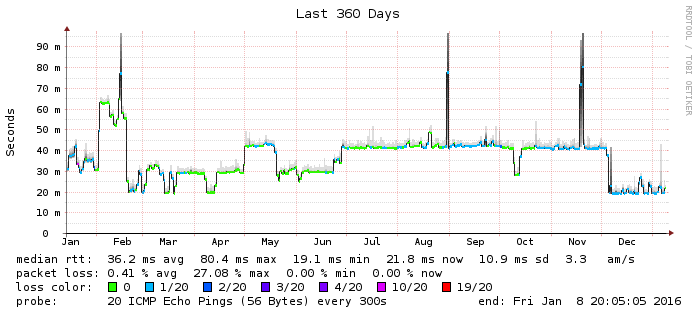 Last 360 Days
RRDTOOL / TOBI OETIKER
Seconds
90 m
80 m
70 m
60 m
50 m
40 m
30 m
20 m
10 m
0
Jan Feb Mar Apr May Jun Jul Aug Sep Oct Nov Dec
median rtt: 36.2 ms avg 80.4 ms max 19.1 ms min 21.8 ms now 10.9 ms sd 3.3 am/s
packet loss: 0.41 % avg 27.08 % max 0.00 % min 0.00 % now
loss color: 0 1/20 2/20 3/20 4/20 10/20 19/20
probe: 20 ICMP Echo Pings (56 Bytes) every 300s end: Fri Jan 8 20:05:05 2016